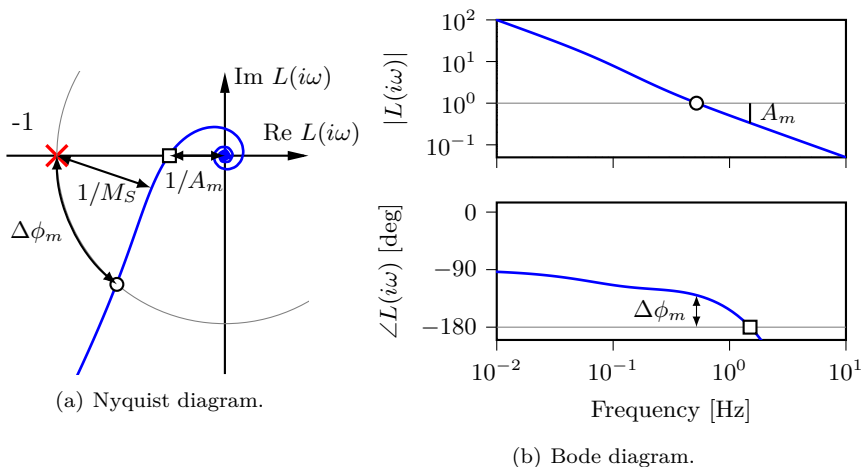 Im L(iω)
-1
Re L(iω)
1/M_S
1/A_m
Δϕ_m
(a) Nyquist diagram.
10^2
10^1
10^0
10^−1
|L(iω)|
A_m
0
−90
−180
∠L(iω) [deg]
Δϕ_m
10^−2
10^−1
10^0
10^1
Frequency [Hz]
(b) Bode diagram.